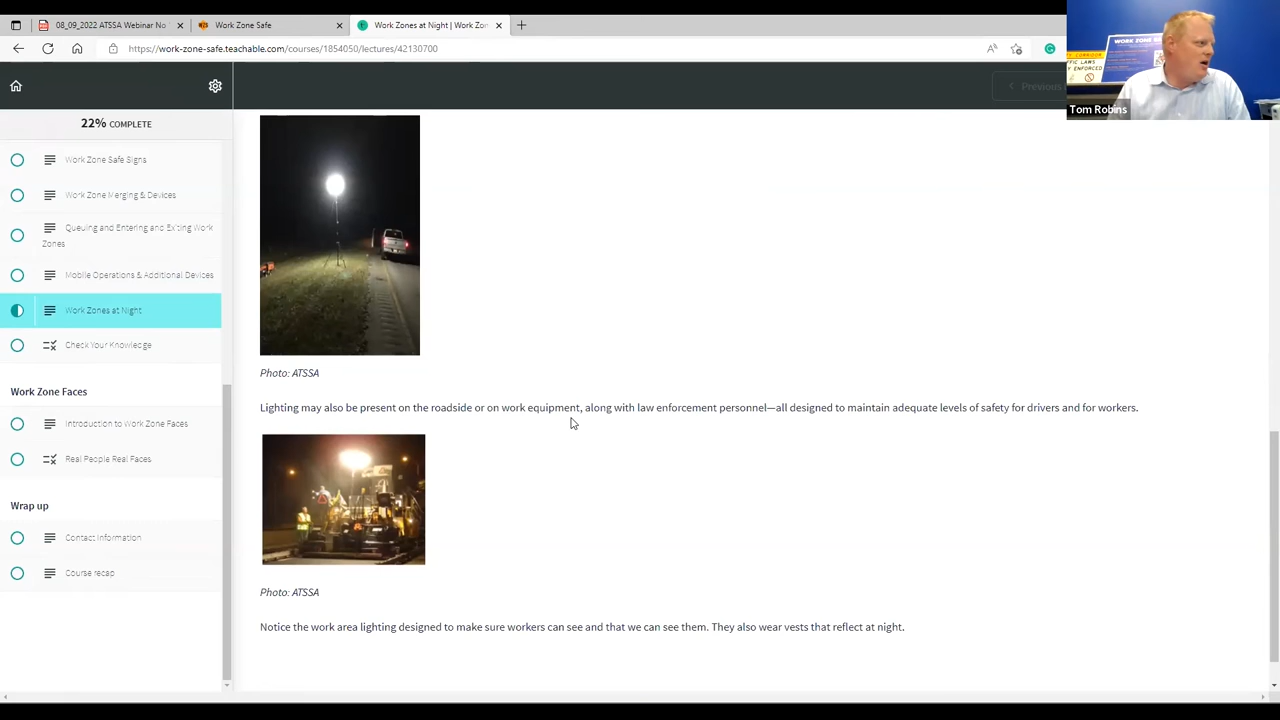 08_09_2022 ATSSA Webinar No
Work Zone Safe
Work Zones at Night | Work Zon
https://work-zone-safe.teachable.com/courses/1854050/lectures/42130700
Previous
Tom Robins
22% COMPLETE
Work Zone Safe Signs
Work Zone Merging & Devices
Queuing and Entering and Exiting Work
Zones
Mobile Operations & Additional Devices
Work Zones at Night
Check Your Knowledge
Work Zone Faces
Introduction to Work Zone Faces
Real People Real Faces
Wrap up
Contact Information
Course recap
Photo: ATSSA
Lighting may also be present on the roadside or on work equipment, along with law enforcement personnel—all designed to maintain adequate levels of safety for drivers and for workers.
Photo: ATSSA
Notice the work area lighting designed to make sure workers can see and that we can see them. They also wear vests that reflect at night.